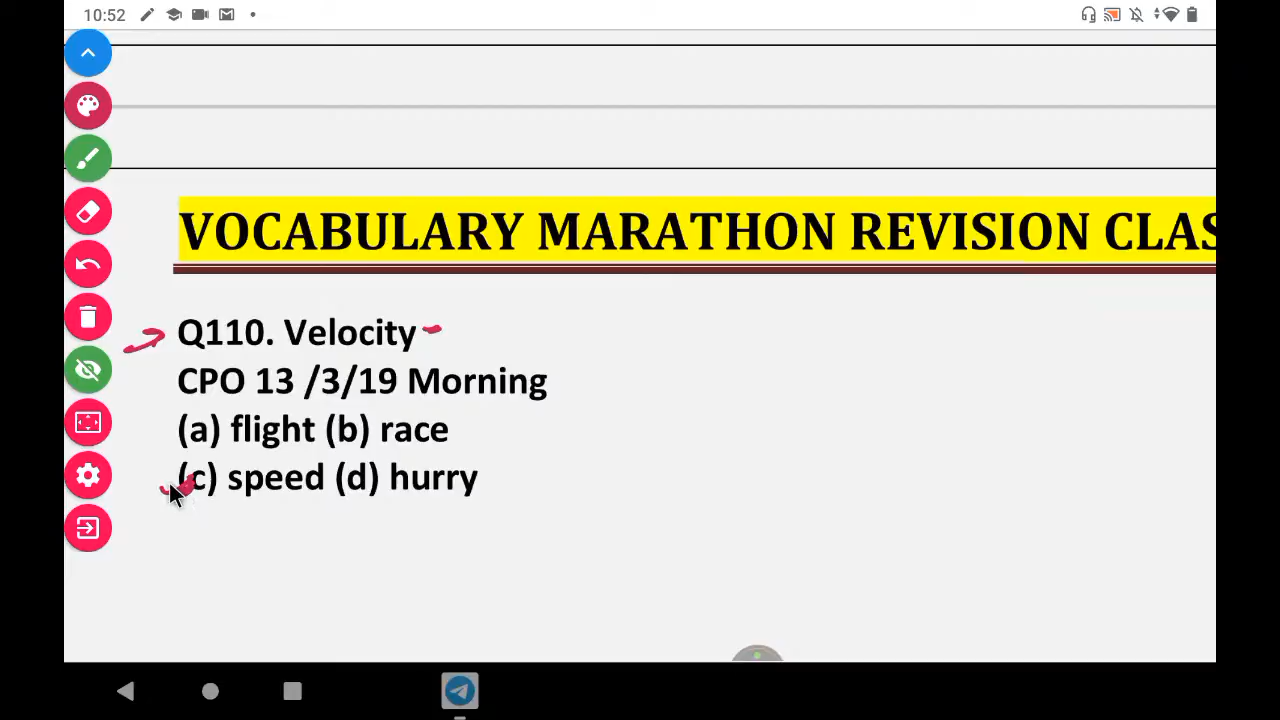 10:52
VOCABULARY MARATHON REVISION CLAS
Q110. Velocity
CPO 13 /3/19 Morning
(a) flight (b) race
(c) speed (d) hurry